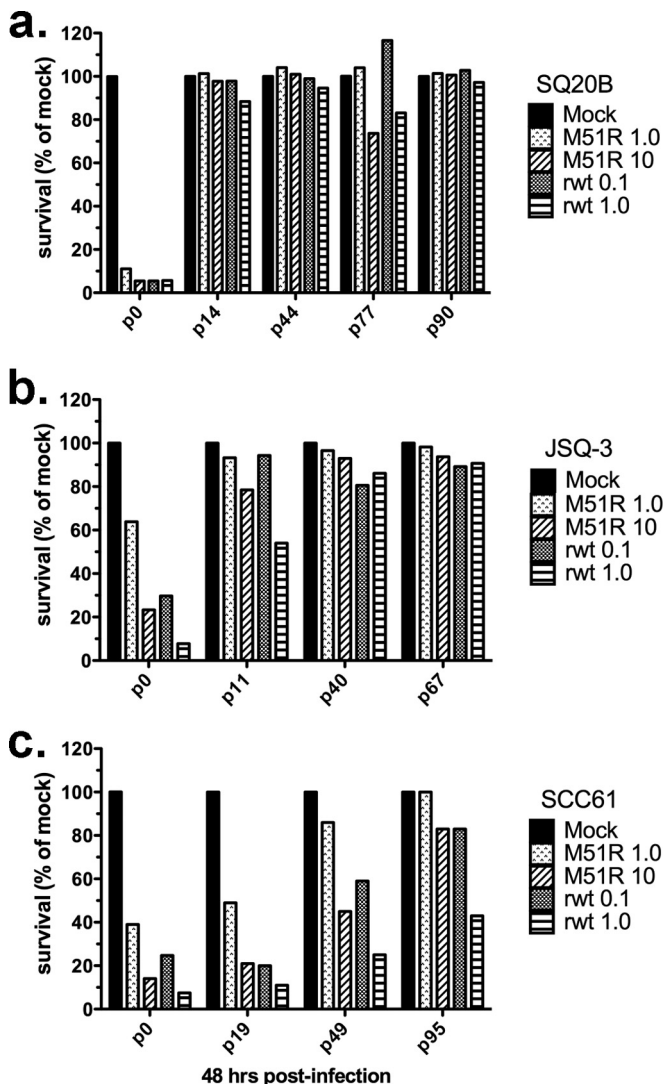 a.
survival (% of mock)
120
100
80
60
40
20
0
p0 p14 p44 p77 p90
SQ20B
Mock
M51R 1.0
M51R 10
rwt 0.1
rwt 1.0
b.
survival (% of mock)
120
100
80
60
40
20
0
p0 p11 p40 p67
JSQ-3
Mock
M51R 1.0
M51R 10
rwt 0.1
rwt 1.0
c.
survival (% of mock)
120
100
80
60
40
20
0
p0 p19 p49 p95
SCC61
Mock
M51R 1.0
M51R 10
rwt 0.1
rwt 1.0
48 hrs post-infection